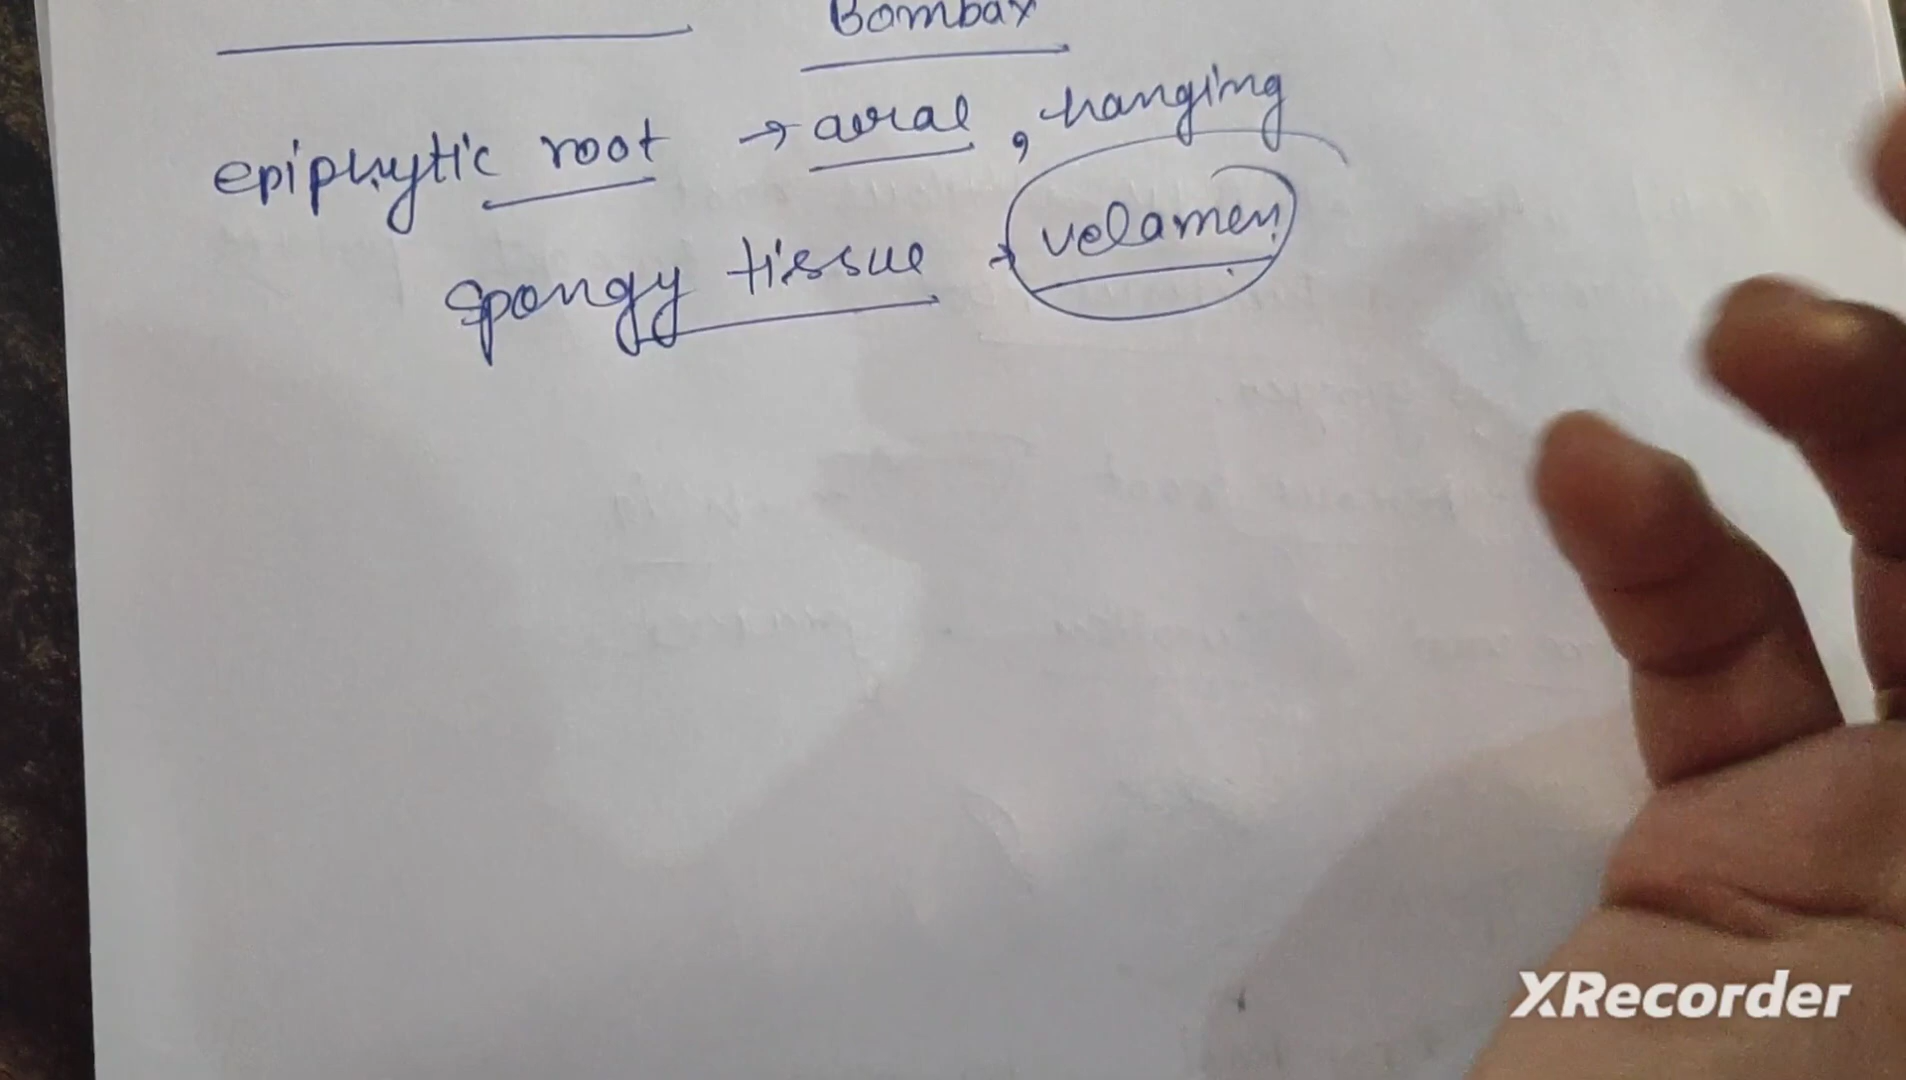 Bombax
epiphytic root → aerial , hanging
spongy tissue → velamen
XRecorder